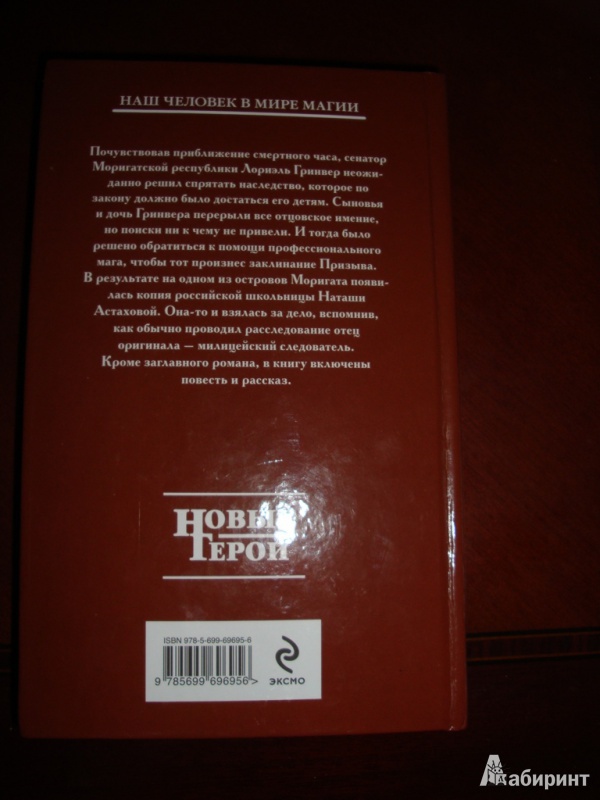 НАШ ЧЕЛОВЕК В МИРЕ МАГИИ
Почувствовав приближение смертного часа, сенатор
Моригатской республики Лориэль Гринвер неожи-
данно решил спрятать наследство, которое по
закону должно было достаться его детям. Сыновья
и дочь Гринвера перерыли все отцовское имение,
но поиски ни к чему не привели. И тогда было
решено обратиться к помощи профессионального
мага, чтобы тот произнес заклинание Призыва.
В результате на одном из островов Моригата появи-
лась копия российской школьницы Наташи
Астаховой. Она-то и взялась за дело, вспомнив,
как обычно проводил расследование отец
оригинала — милицейский следователь.
Кроме заглавного романа, в книгу включены
повесть и рассказ.
НОВЫЙ
ГЕРОЙ
ISBN 978-5-699-69695-6
9 785699 696956 >
ЭКСМО
Лабиринт